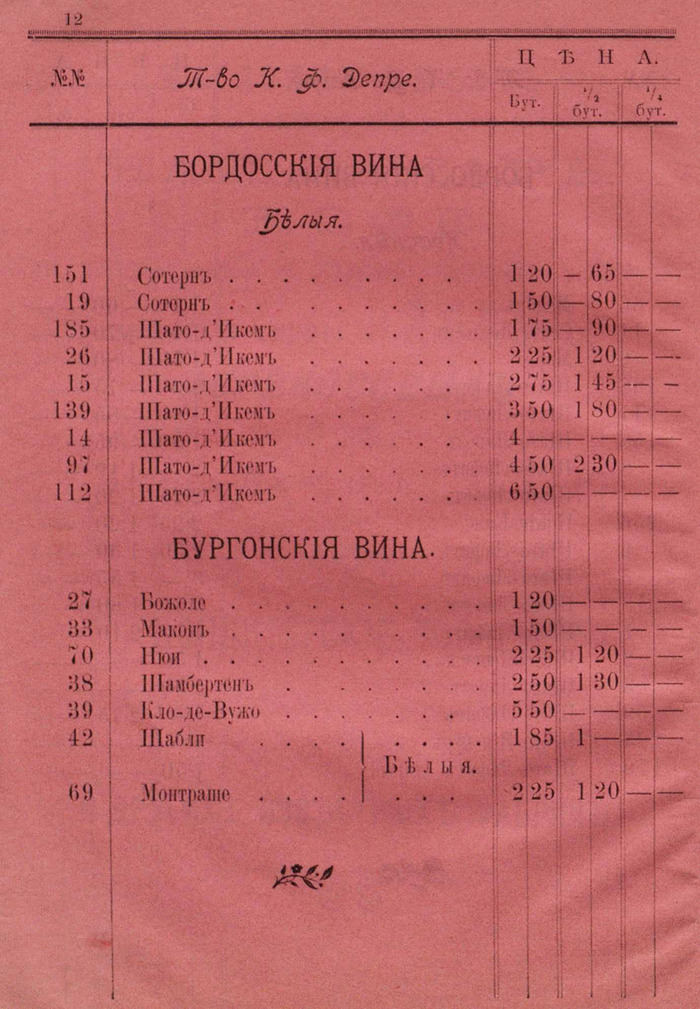 12
№№ Т-во К. Ф. Депре. ЦѢНА.
Бут. 1/2 бут. 1/4 бут.
БОРДОССКІЯ ВИНА
Бѣлыя.
151 Сотернъ . . . . . . . . . 1 20 — 65 — —
19 Сотернъ . . . . . . . . . 1 50 — 80 — —
185 Шато-д’Икемъ . . . . . . 1 75 — 90 — —
26 Шато-д’Икемъ . . . . . . 2 25 1 20 — —
15 Шато-д’Икемъ . . . . . . 2 75 1 45 — —
139 Шато-д’Икемъ . . . . . . 3 50 1 80 — —
14 Шато-д’Икемъ . . . . . . 4 — — — — —
97 Шато-д’Икемъ . . . . . . 4 50 2 30 — —
112 Шато-д’Икемъ . . . . . . 6 50 — — — —
БУРГОНСКІЯ ВИНА.
27 Божоле . . . . . . . . . . 1 20 — — — —
33 Маконъ . . . . . . . . . . 1 50 — — — —
70 Нюи . . . . . . . . . . . 2 25 1 20 — —
38 Шамбертенъ . . . . . . . . 2 50 1 30 — —
39 Кло-де-Вужо . . . . . . . 5 50 — — — —
42 Шабли . . . . . . . . 1 85 1 — — —
Бѣлыя.
69 Монтраше . . . . . . . 2 25 1 20 — —